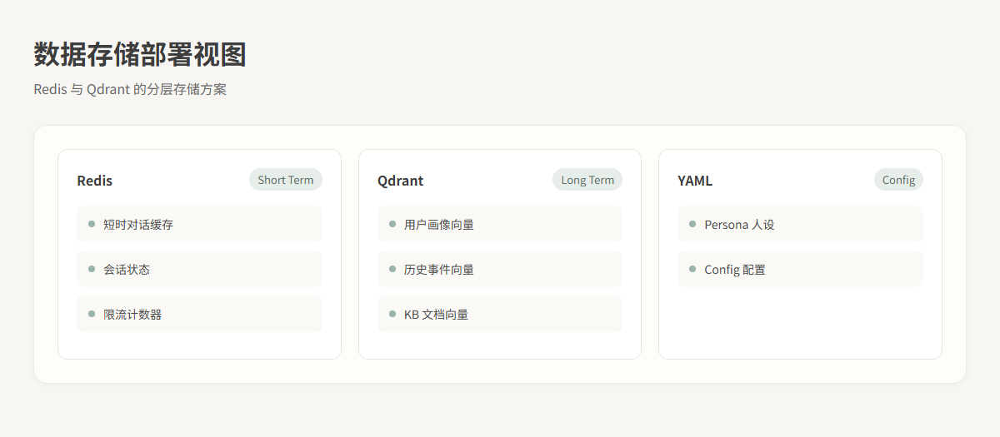 数据存储部署视图
Redis 与 Qdrant 的分层存储方案
Redis
Short Term
短时对话缓存
会话状态
限流计数器
Qdrant
Long Term
用户画像向量
历史事件向量
KB 文档向量
YAML
Config
Persona 人设
Config 配置